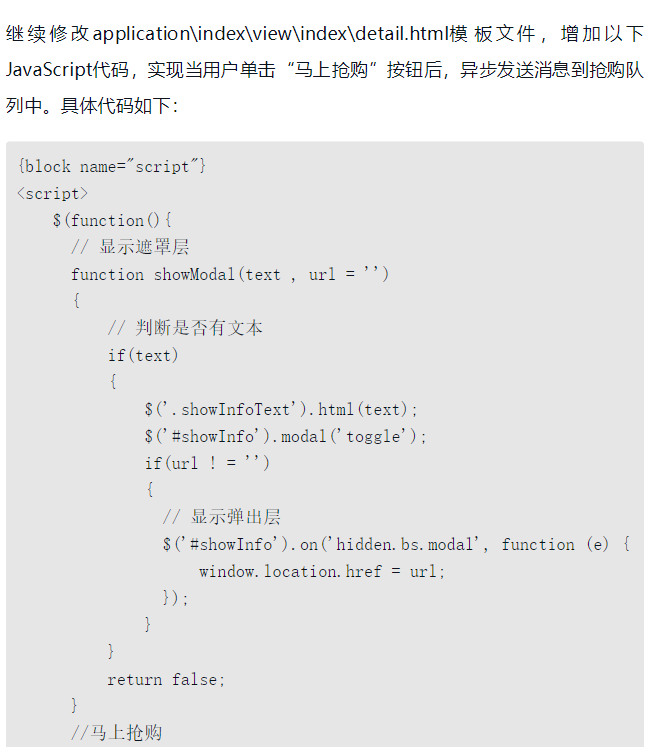 继续修改application\index\view\index\detail.html模板文件，增加以下
JavaScript代码，实现当用户单击“马上抢购”按钮后，异步发送消息到抢购队
列中。具体代码如下：
{block name="script"}
<script>
    $(function(){
      // 显示遮罩层
      function showModal(text , url = '')
      {
          // 判断是否有文本
          if(text)
          {
              $('.showInfoText').html(text);
              $('#showInfo').modal('toggle');
              if(url ! = '')
              {
                // 显示弹出层
                $('#showInfo').on('hidden.bs.modal', function (e) {
                    window.location.href = url;
                });
              }
          }
          return false;
      }
      //马上抢购